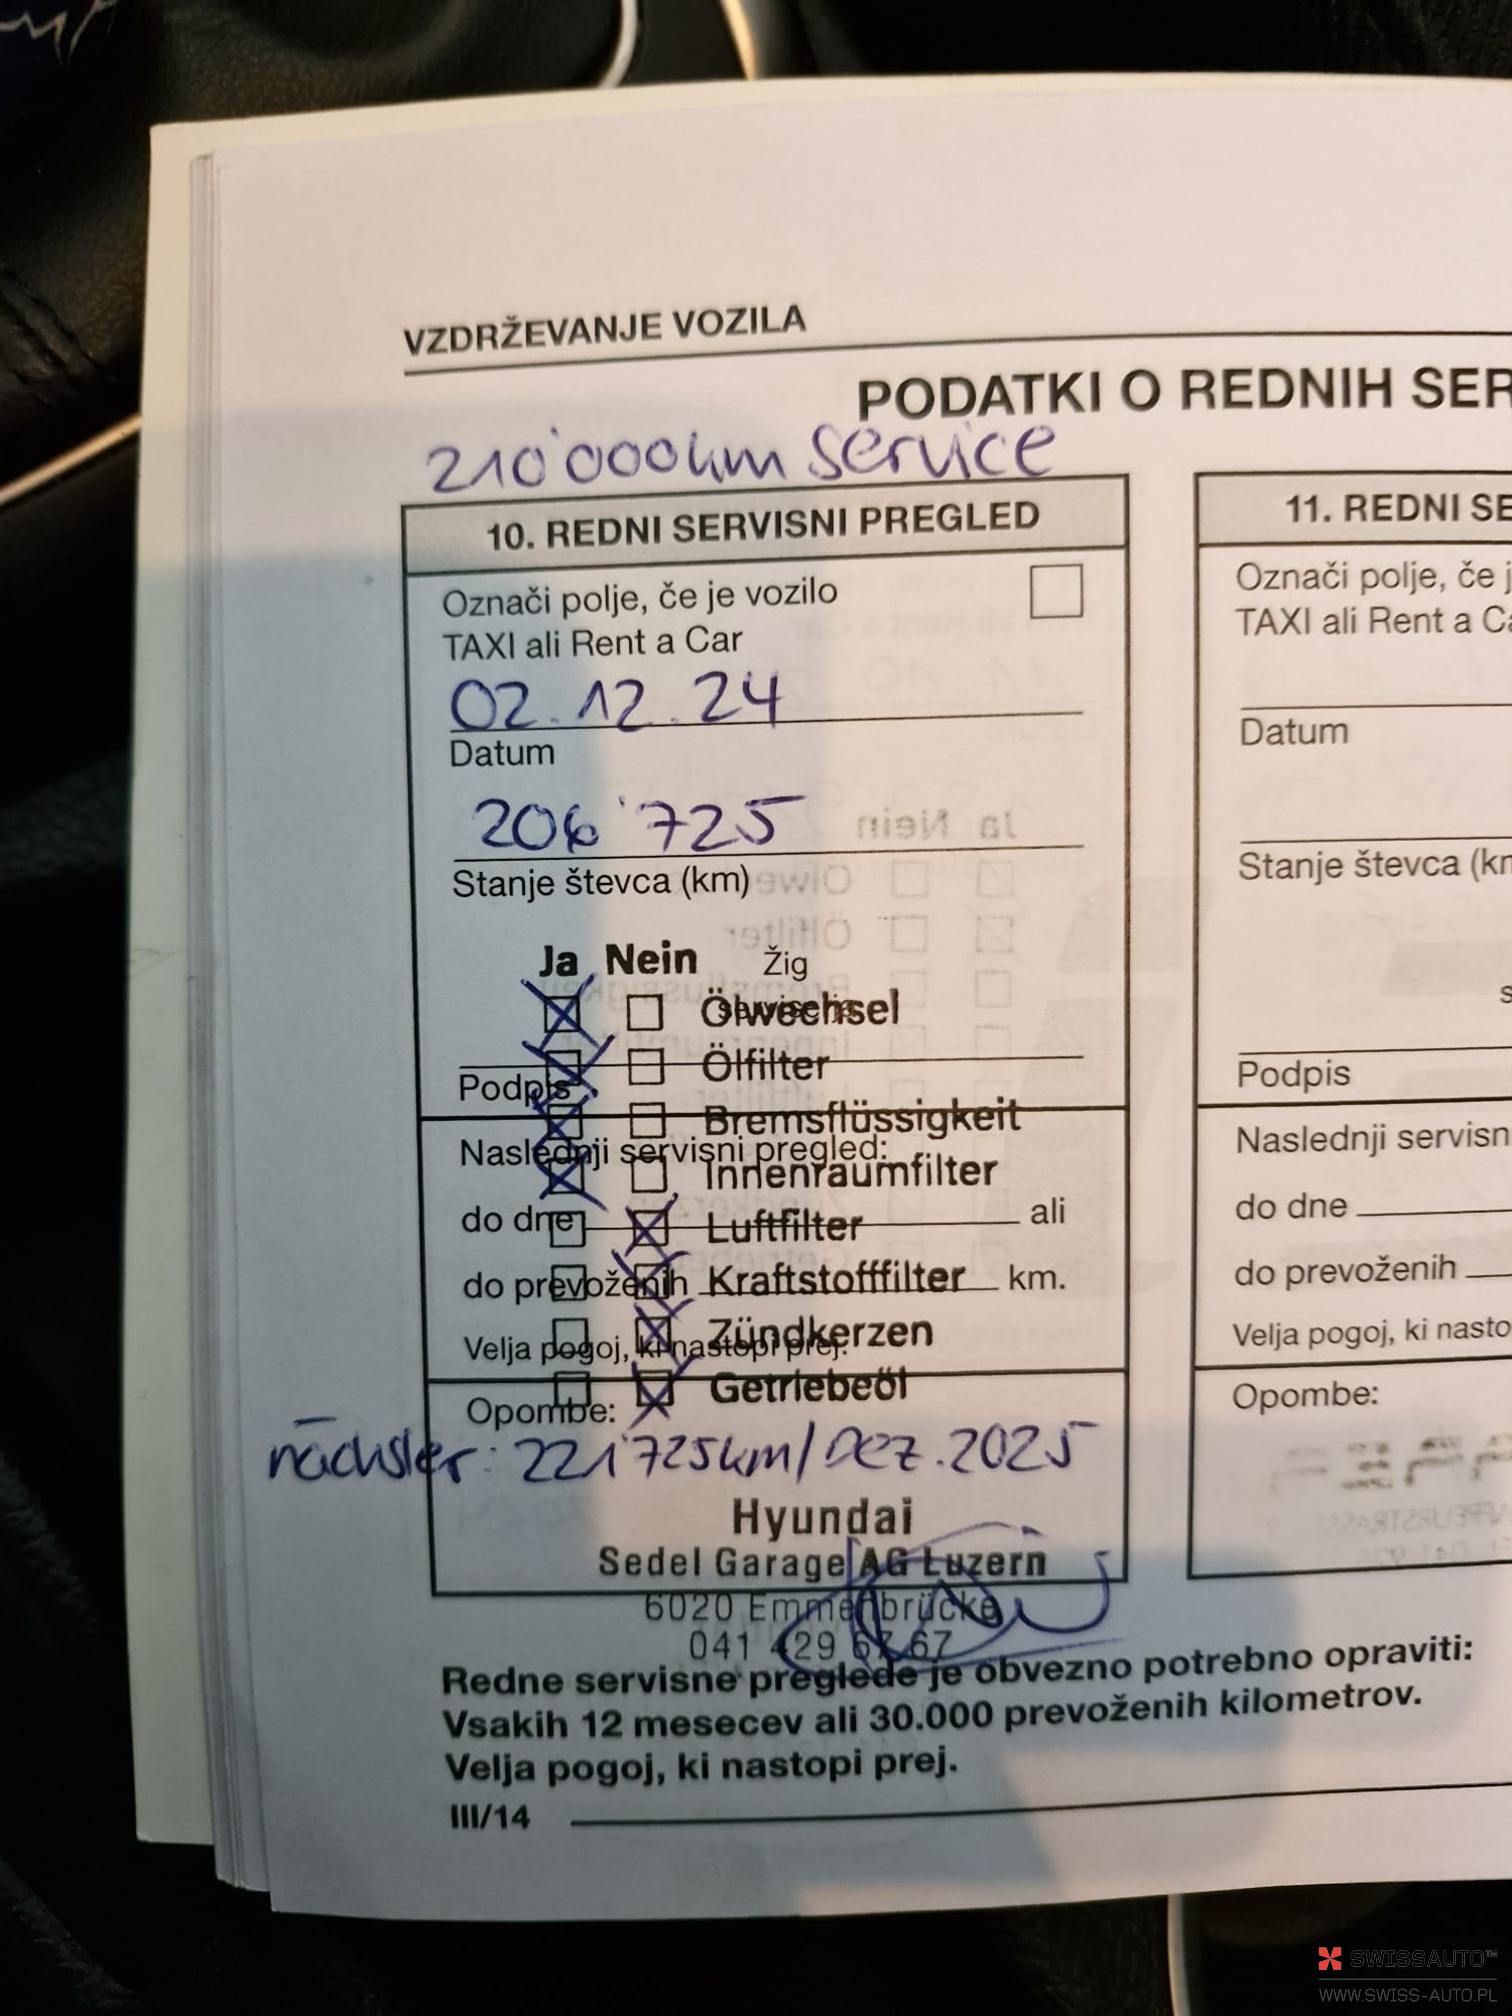 VZDRŽEVANJE VOZILA
PODATKI O REDNIH SER
210'000km Service
10. REDNI SERVISNI PREGLED
Označi polje, če je vozilo
TAXI ali Rent a Car
02.12.24
Datum
206'725
Stanje števca (km)
Ja Nein Žig
Ölwechsel
Ölfilter
Podpis
Bremsflüssigkeit
Naslednji servisni pregled:
Innenraumfilter
do dne ali
Luftfilter
do prevoženih km.
Kraftstofffilter
Zündkerzen
Velja pogoj, ki nastopi prej.
Getriebeöl
Opombe:
nächster: 221'725km/Dez.2025
Hyundai
Sedel Garage AG Luzern
6020 Emmenbrücke
041 429 67 67
11. REDNI SE
Označi polje, če j
TAXI ali Rent a Ca
Datum
Stanje števca (km
s
Podpis
Naslednji servisn
do dne
do prevoženih
Velja pogoj, ki nasto
Opombe:
Redne servisne preglede je obvezno potrebno opraviti:
Vsakih 12 mesecev ali 30.000 prevoženih kilometrov.
Velja pogoj, ki nastopi prej.
III/14
SWISSAUTO™
WWW.SWISS-AUTO.PL